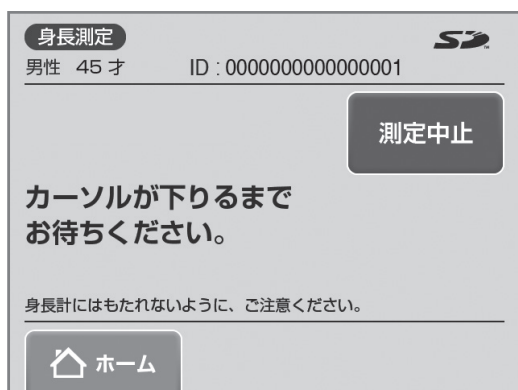 身長測定
SD
男性 45才 ID : 0000000000000001
測定中止
カーソルが下りるまで
お待ちください。
身長計にはもたれないように、ご注意ください。
ホーム